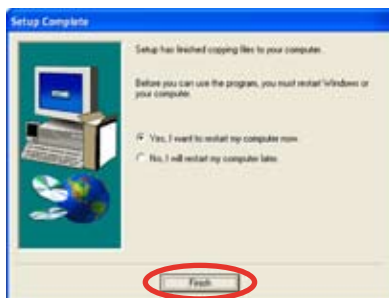 Setup Complete
Setup has finished copying files to your computer.
Before you can use the program, you must restart Windows or
your computer.
Yes, I want to restart my computer now.
No, I will restart my computer later.
Finish